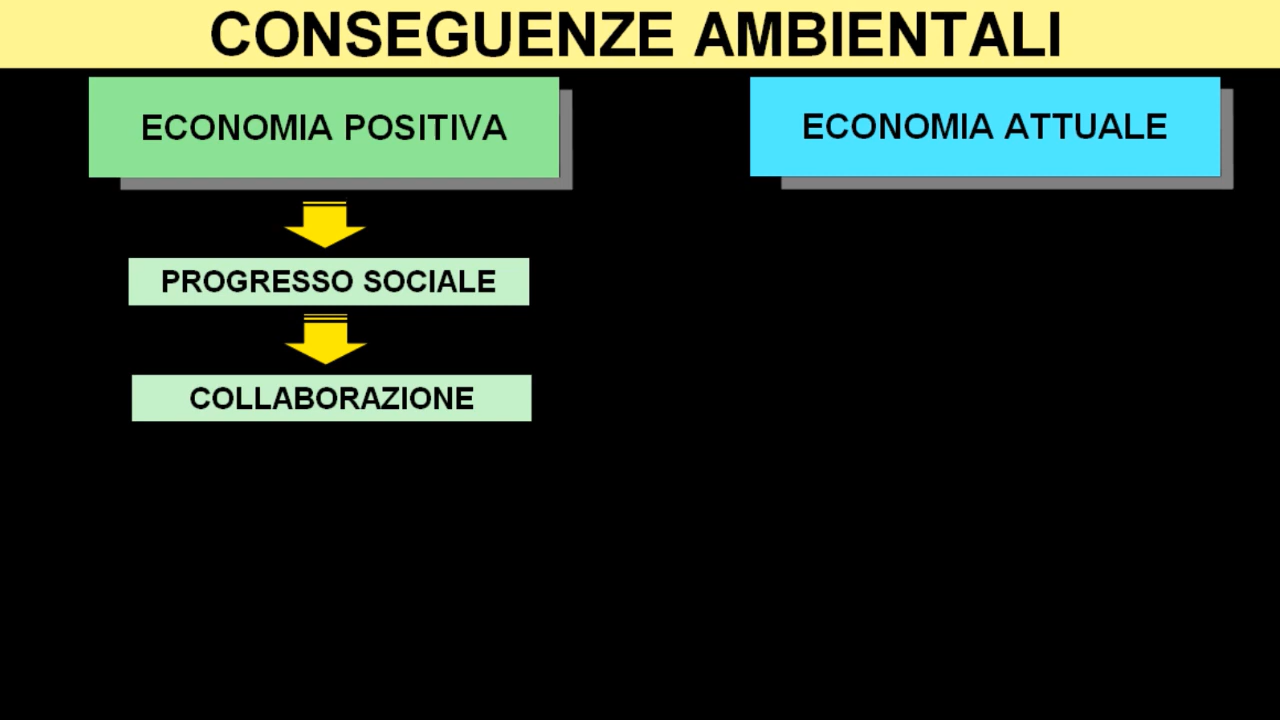 CONSEGUENZE AMBIENTALI
ECONOMIA POSITIVA
ECONOMIA ATTUALE
PROGRESSO SOCIALE
COLLABORAZIONE